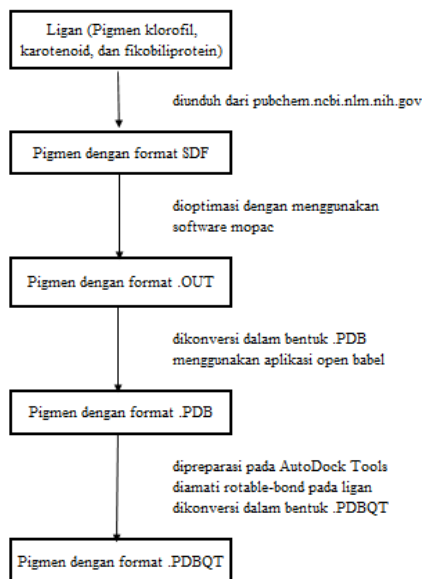 Ligan (Pigmen klorofil,
karotenoid, dan fikobiliprotein)
diunduh dari pubchem.ncbi.nlm.nih.gov
Pigmen dengan format SDF
dioptimasi dengan menggunakan
software mopac
Pigmen dengan format .OUT
dikonversi dalam bentuk .PDB
menggunakan aplikasi open babel
Pigmen dengan format .PDB
dipreparasi pada AutoDock Tools
diamati rotable-bond pada ligan
dikonversi dalam bentuk .PDBQT
Pigmen dengan format .PDBQT